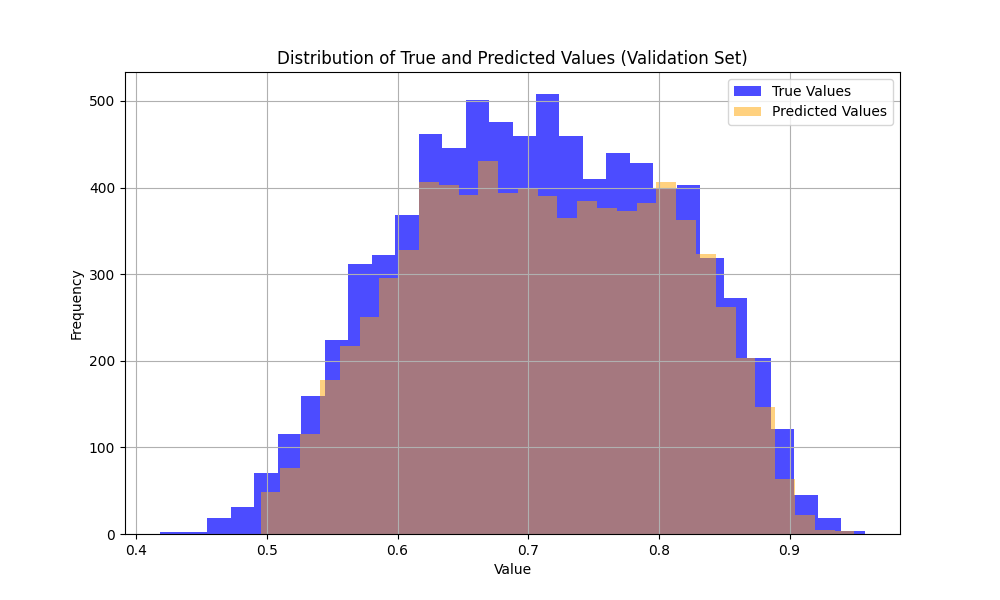 Distribution of True and Predicted Values (Validation Set)
True Values
Predicted Values
Frequency
500
400
300
200
100
0
0.4 0.5 0.6 0.7 0.8 0.9
Value